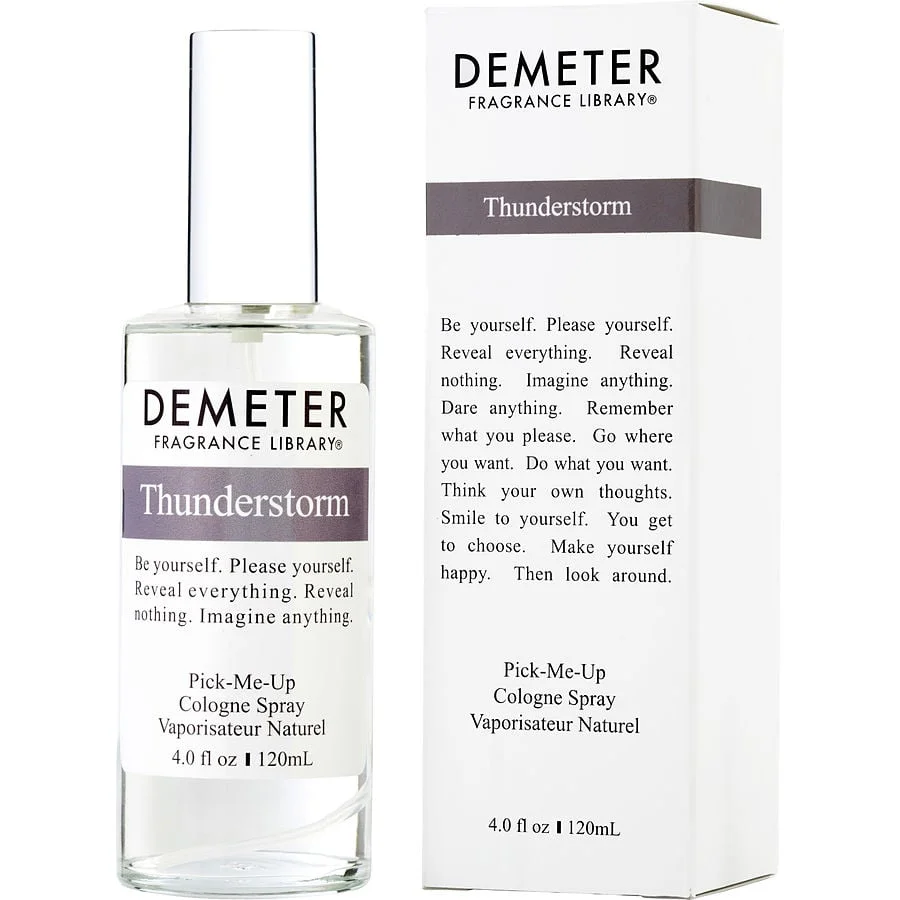 DEMETER
FRAGRANCE LIBRARY®
Thunderstorm
Be yourself. Please yourself.
Reveal everything. Reveal
nothing. Imagine anything.
Pick-Me-Up
Cologne Spray
Vaporisateur Naturel
4.0 fl oz ▮ 120mL
DEMETER
FRAGRANCE LIBRARY®
Thunderstorm
Be yourself. Please yourself.
Reveal everything. Reveal
nothing. Imagine anything.
Dare anything. Remember
what you please. Go where
you want. Do what you want.
Think your own thoughts.
Smile to yourself. You get
to choose. Make yourself
happy. Then look around.
Pick-Me-Up
Cologne Spray
Vaporisateur Naturel
4.0 fl oz ▮ 120mL